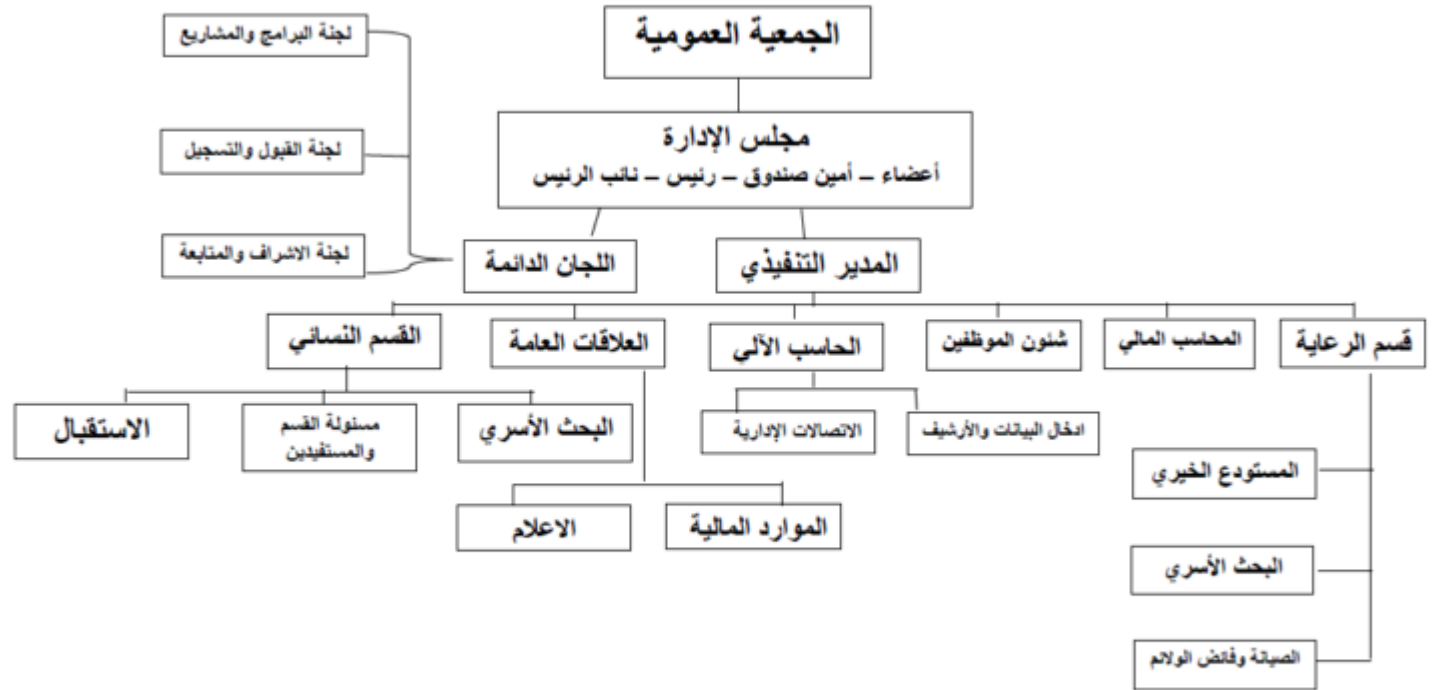 الجمعية العمومية
مجلس الإدارة
أعضاء – أمين صندوق – رئيس – نائب الرئيس
المدير التنفيذي
اللجان الدائمة
لجنة البرامج والمشاريع
لجنة القبول والتسجيل
لجنة الاشراف والمتابعة
قسم الرعاية
المحاسب المالي
شئون الموظفين
الحاسب الآلي
العلاقات العامة
القسم النسائي
المستودع الخيري
البحث الأسري
الصيانة وفائض الولائم
ادخال البيانات والأرشيف
الاتصالات الإدارية
الموارد المالية
الاعلام
البحث الأسري
مسئولة القسم
والمستفيدين
الاستقبال